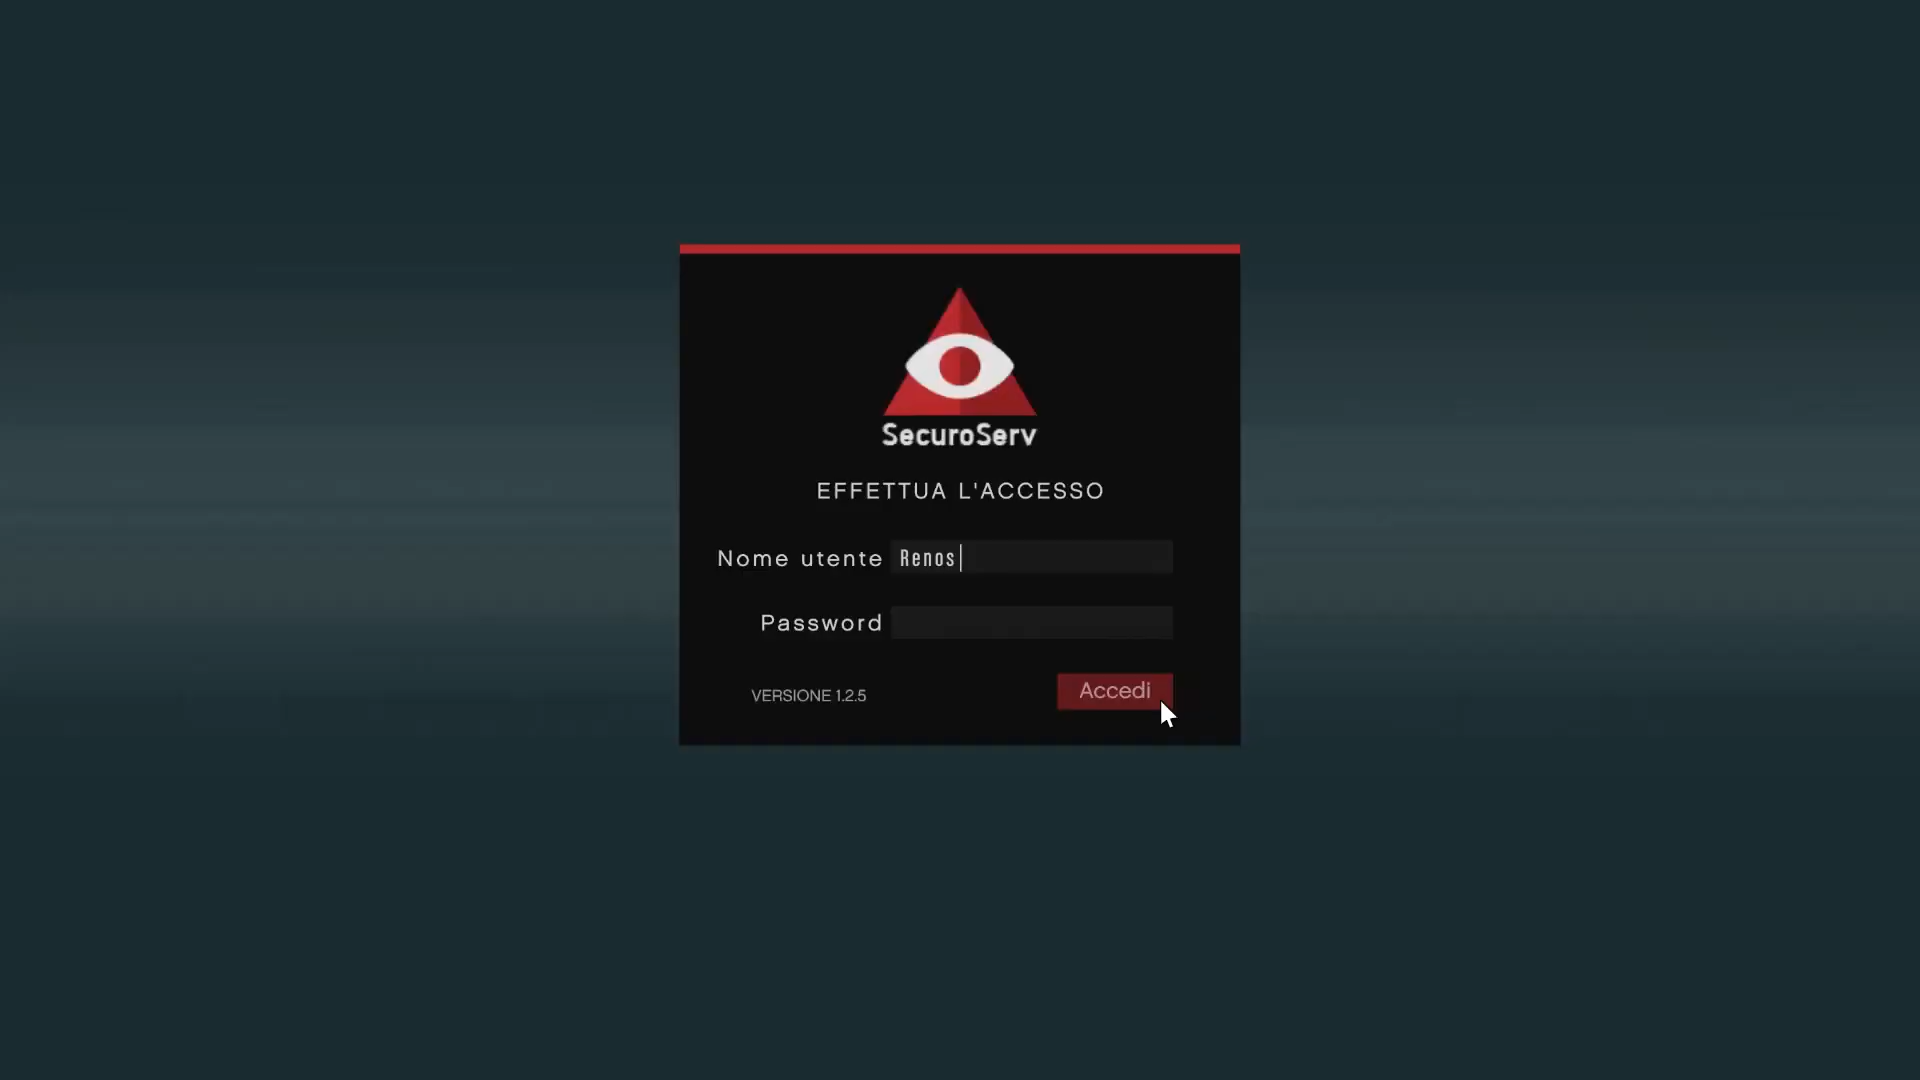 SecuroServ
EFFETTUA L'ACCESSO
Nome utente Renos
Password
VERSIONE 1.2.5 Accedi